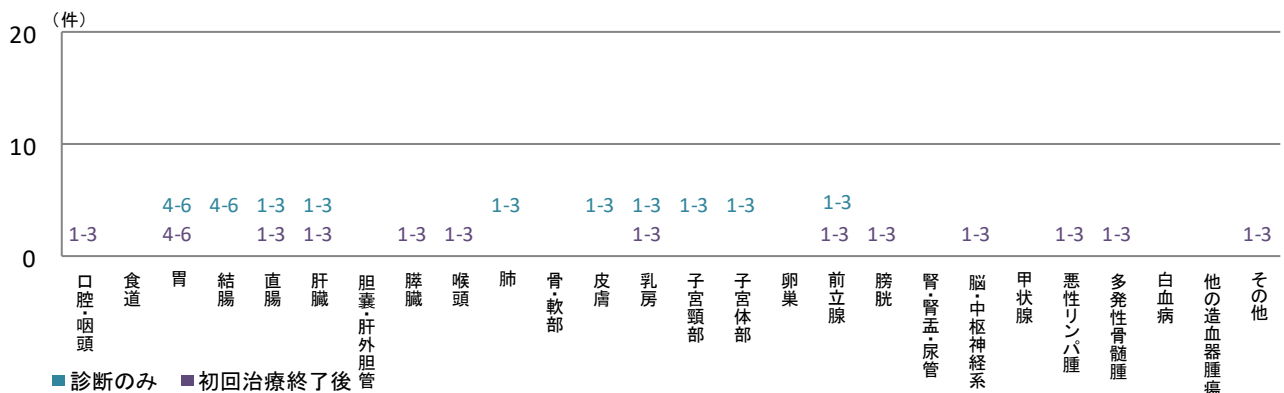 （件）
20
10
0
4-6 4-6 1-3 1-3 1-3 1-3 1-3 1-3 1-3 1-3
1-3 4-6 1-3 1-3 1-3 1-3 1-3 1-3 1-3 1-3 1-3 1-3 1-3
口腔・咽頭
食道
胃
結腸
直腸
肝臓
胆嚢・肝外胆管
膵臓
喉頭
肺
骨・軟部
皮膚
乳房
子宮頸部
子宮体部
卵巣
前立腺
膀胱
腎・腎盂・尿管
脳・中枢神経系
甲状腺
悪性リンパ腫
多発性骨髄腫
白血病
他の造血器腫瘍
その他
診断のみ 初回治療終了後